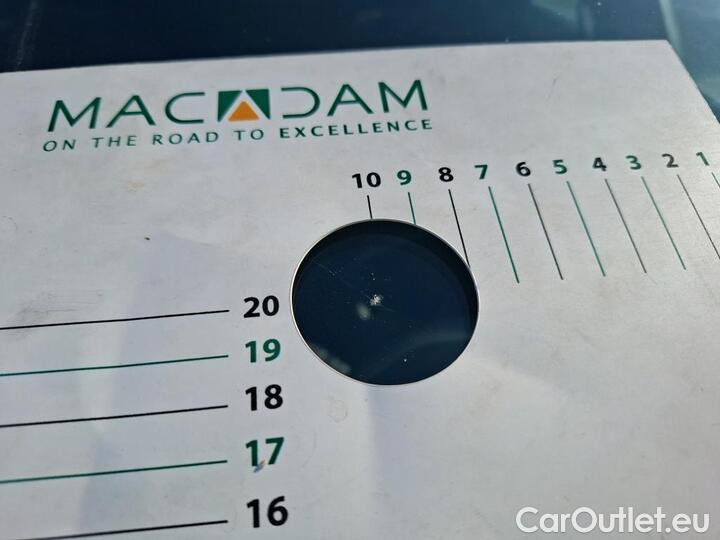 MACADAM
ON THE ROAD TO EXCELLENCE
10 9 8 7 6 5 4 3 2 1
20
19
18
17
16
CarOutlet.eu